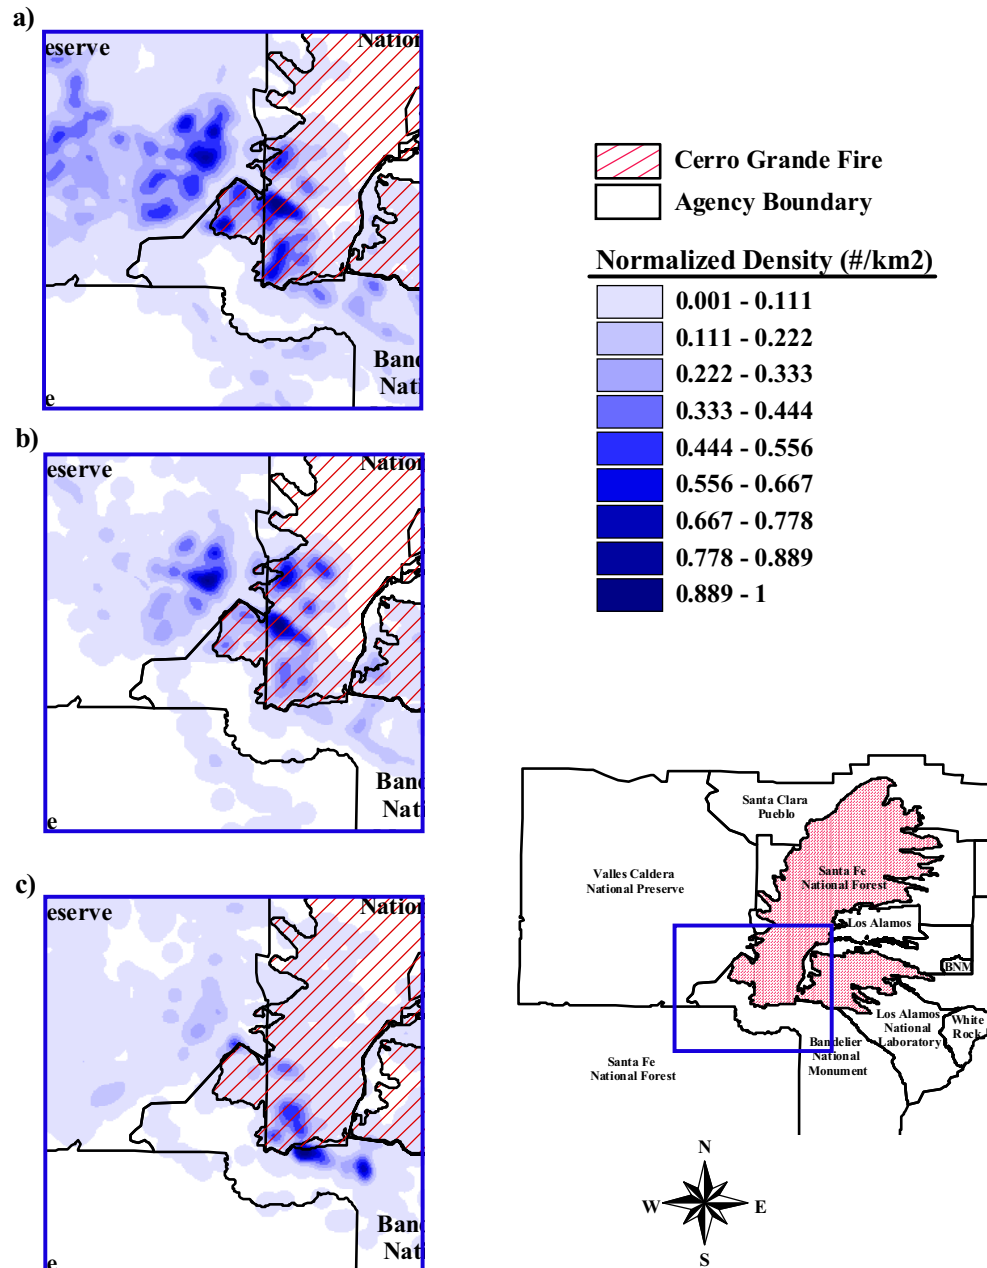 a)
eserve
Nation
Band
Nati
e
b)
eserve
Nation
Band
Nati
e
c)
eserve
Nation
Band
Nati
e
Cerro Grande Fire
Agency Boundary
Normalized Density (#/km2)
0.001 - 0.111
0.111 - 0.222
0.222 - 0.333
0.333 - 0.444
0.444 - 0.556
0.556 - 0.667
0.667 - 0.778
0.778 - 0.889
0.889 - 1
Santa Clara
Pueblo
Valles Caldera
National Preserve
Santa Fe
National Forest
Los Alamos
BNM
Los Alamos
National
Laboratory
White
Rock
Bandelier
National
Monument
Santa Fe
National Forest
N
W
E
S